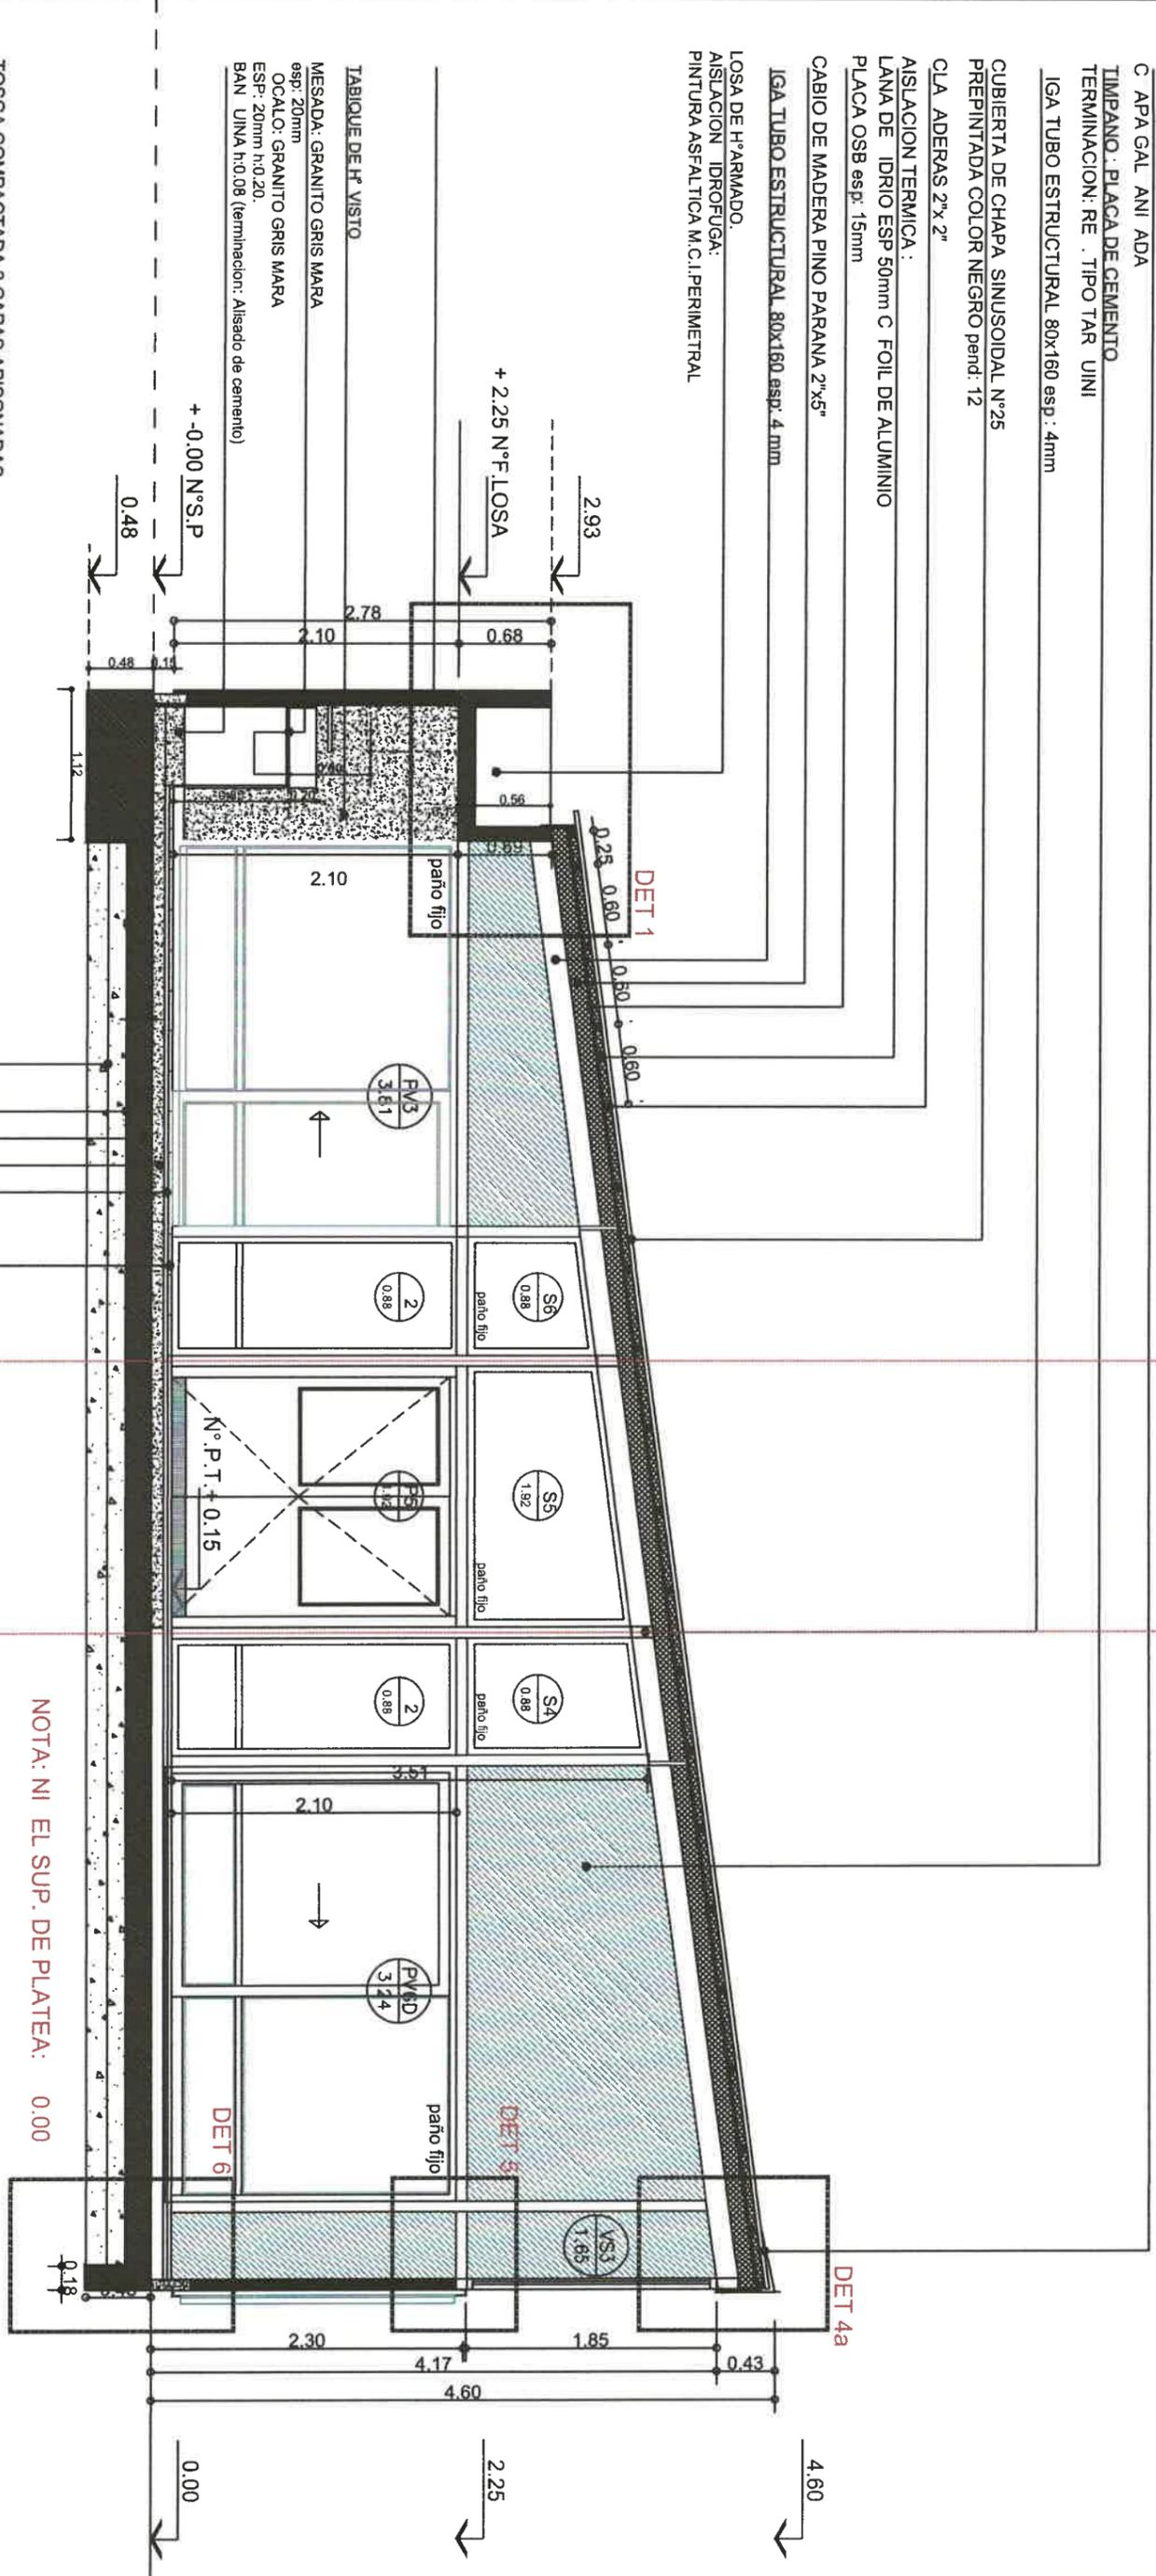 C APA GAL ANI ADA
TIMPANO : PLACA DE CEMENTO
TERMINACION: RE . TIPO TAR UINI
IGA TUBO ESTRUCTURAL 80x160 esp : 4mm
CUBIERTA DE CHAPA SINUSOIDAL N°25
PREPINTADA COLOR NEGRO pend: 12
CLA ADERAS 2"x 2"
AISLACION TERMICA :
LANA DE IDRIO ESP 50mm C FOIL DE ALUMINIO
PLACA OSB esp: 15mm
CABIO DE MADERA PINO PARANA 2"x5"
IGA TUBO ESTRUCTURAL 80x160 esp: 4 mm
LOSA DE H°ARMADO.
AISLACION IDROFUGA:
PINTURA ASFALTICA M.C.I.PERIMETRAL
TABIQUE DE H° VISTO
MESADA: GRANITO GRIS MARA
esp: 20mm
OCALO: GRANITO GRIS MARA
ESP: 20mm h:0.20.
BAN UINA h:0.08 (terminacion: Alisado de cemento)
2.93
+ 2.25 N°F.LOSA
+ -0.00 N°S.P
0.48
2.78
2.10
0.68
0.48
0.15
1.12
0.56
0.69
2.10
paño fijo
DET 1
0.25
0.60
0.60
0.60
PV3
3.81
2
0.88
S6
0.88
paño fijo
S5
1.92
paño fijo
P5
1.92
N°.P.T.+ 0.15
S4
0.88
paño fijo
2
0.88
3.51
2.10
PV6D
3.24
paño fijo
VS3
1.65
DET 4a
DET 5
DET 6
NOTA: NI EL SUP. DE PLATEA: 0.00
0.18
2.30
1.85
4.17
0.43
4.60
4.60
2.25
0.00